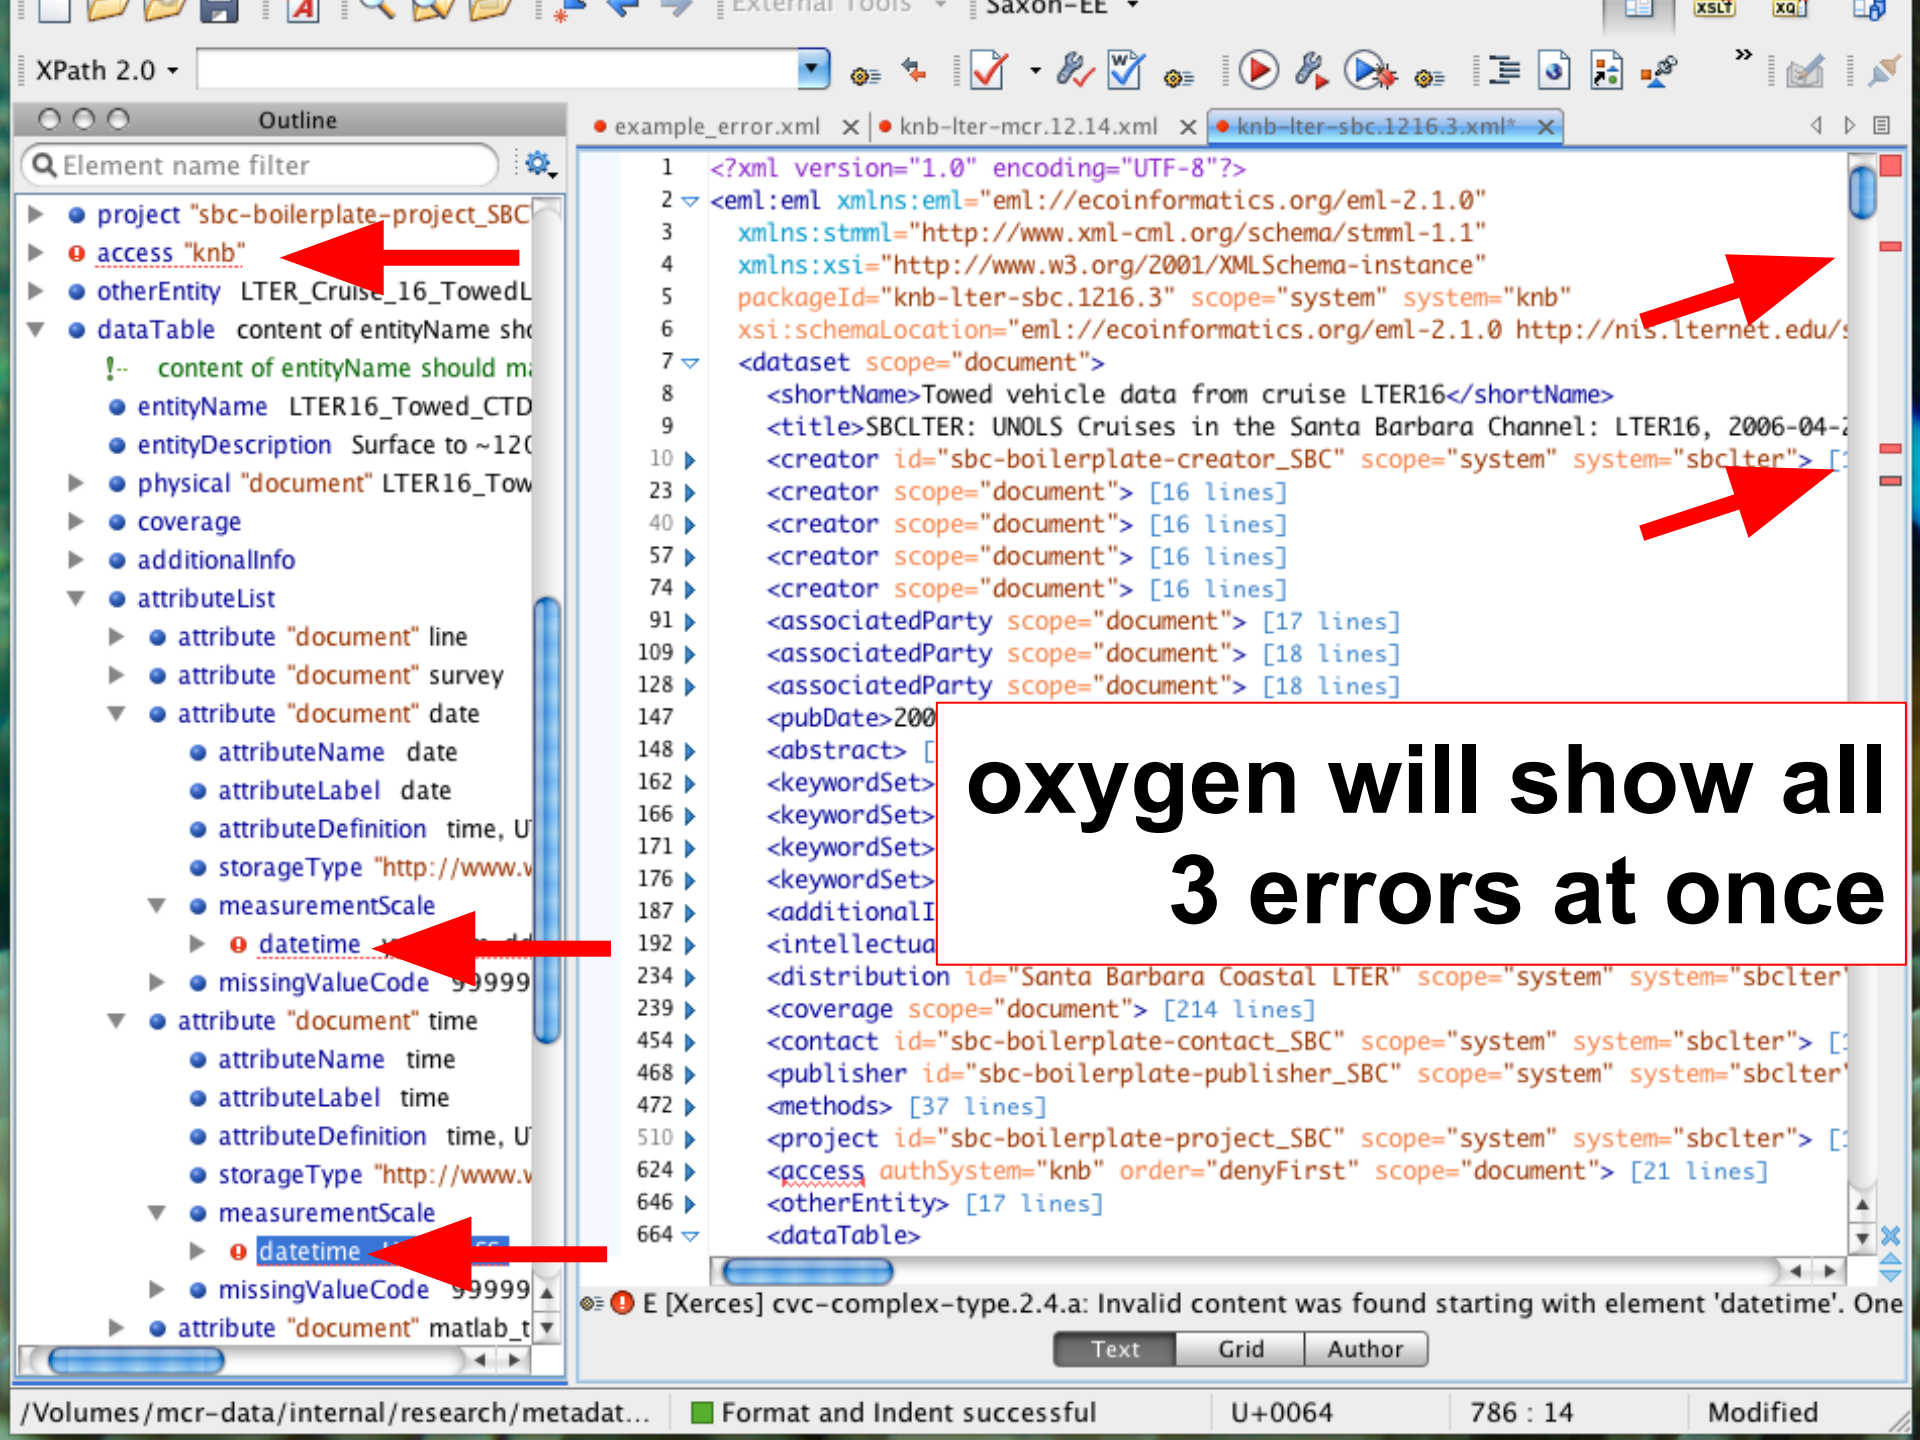 External Tools
Saxon-EE
XSLT
XQ
XPath 2.0
Outline
example_error.xml
knb-lter-mcr.12.14.xml
knb-lter-sbc.1216.3.xml*
Element name filter
project "sbc-boilerplate-project_SBC
access "knb"
otherEntity LTER_Cruise_16_TowedL
dataTable content of entityName sho
content of entityName should ma
entityName LTER16_Towed_CTD
entityDescription Surface to ~120
physical "document" LTER16_Tow
coverage
additionalInfo
attributeList
attribute "document" line
attribute "document" survey
attribute "document" date
attributeName date
attributeLabel date
attributeDefinition time, U
storageType "http://www.w
measurementScale
datetime
missingValueCode 99999
attribute "document" time
attributeName time
attributeLabel time
attributeDefinition time, U
storageType "http://www.w
measurementScale
datetime
missingValueCode 99999
attribute "document" matlab_t
1 <?xml version="1.0" encoding="UTF-8"?>
2 <eml:eml xmlns:eml="eml://ecoinformatics.org/eml-2.1.0"
3 xmlns:stmml="http://www.xml-cml.org/schema/stmml-1.1"
4 xmlns:xsi="http://www.w3.org/2001/XMLSchema-instance"
5 packageId="knb-lter-sbc.1216.3" scope="system" system="knb"
6 xsi:schemaLocation="eml://ecoinformatics.org/eml-2.1.0 http://nis.lternet.edu/s
7 <dataset scope="document">
8 <shortName>Towed vehicle data from cruise LTER16</shortName>
9 <title>SBCLTER: UNOLS Cruises in the Santa Barbara Channel: LTER16, 2006-04-2
10 <creator id="sbc-boilerplate-creator_SBC" scope="system" system="sbclter"> [1
23 <creator scope="document"> [16 lines]
40 <creator scope="document"> [16 lines]
57 <creator scope="document"> [16 lines]
74 <creator scope="document"> [16 lines]
91 <associatedParty scope="document"> [17 lines]
109 <associatedParty scope="document"> [18 lines]
128 <associatedParty scope="document"> [18 lines]
147 <pubDate>200
148 <abstract> [
162 <keywordSet>
166 <keywordSet>
171 <keywordSet>
176 <keywordSet>
187 <additionalI
192 <intellectua
234 <distribution id="Santa Barbara Coastal LTER" scope="system" system="sbclter"
239 <coverage scope="document"> [214 lines]
454 <contact id="sbc-boilerplate-contact_SBC" scope="system" system="sbclter"> [1
468 <publisher id="sbc-boilerplate-publisher_SBC" scope="system" system="sbclter"
472 <methods> [37 lines]
510 <project id="sbc-boilerplate-project_SBC" scope="system" system="sbclter"> [1
624 <access authSystem="knb" order="denyFirst" scope="document"> [21 lines]
646 <otherEntity> [17 lines]
664 <dataTable>
oxygen will show all
3 errors at once
E [Xerces] cvc-complex-type.2.4.a: Invalid content was found starting with element 'datetime'. One
Text
Grid
Author
/Volumes/mcr-data/internal/research/metadat...
Format and Indent successful
U+0064
786 : 14
Modified